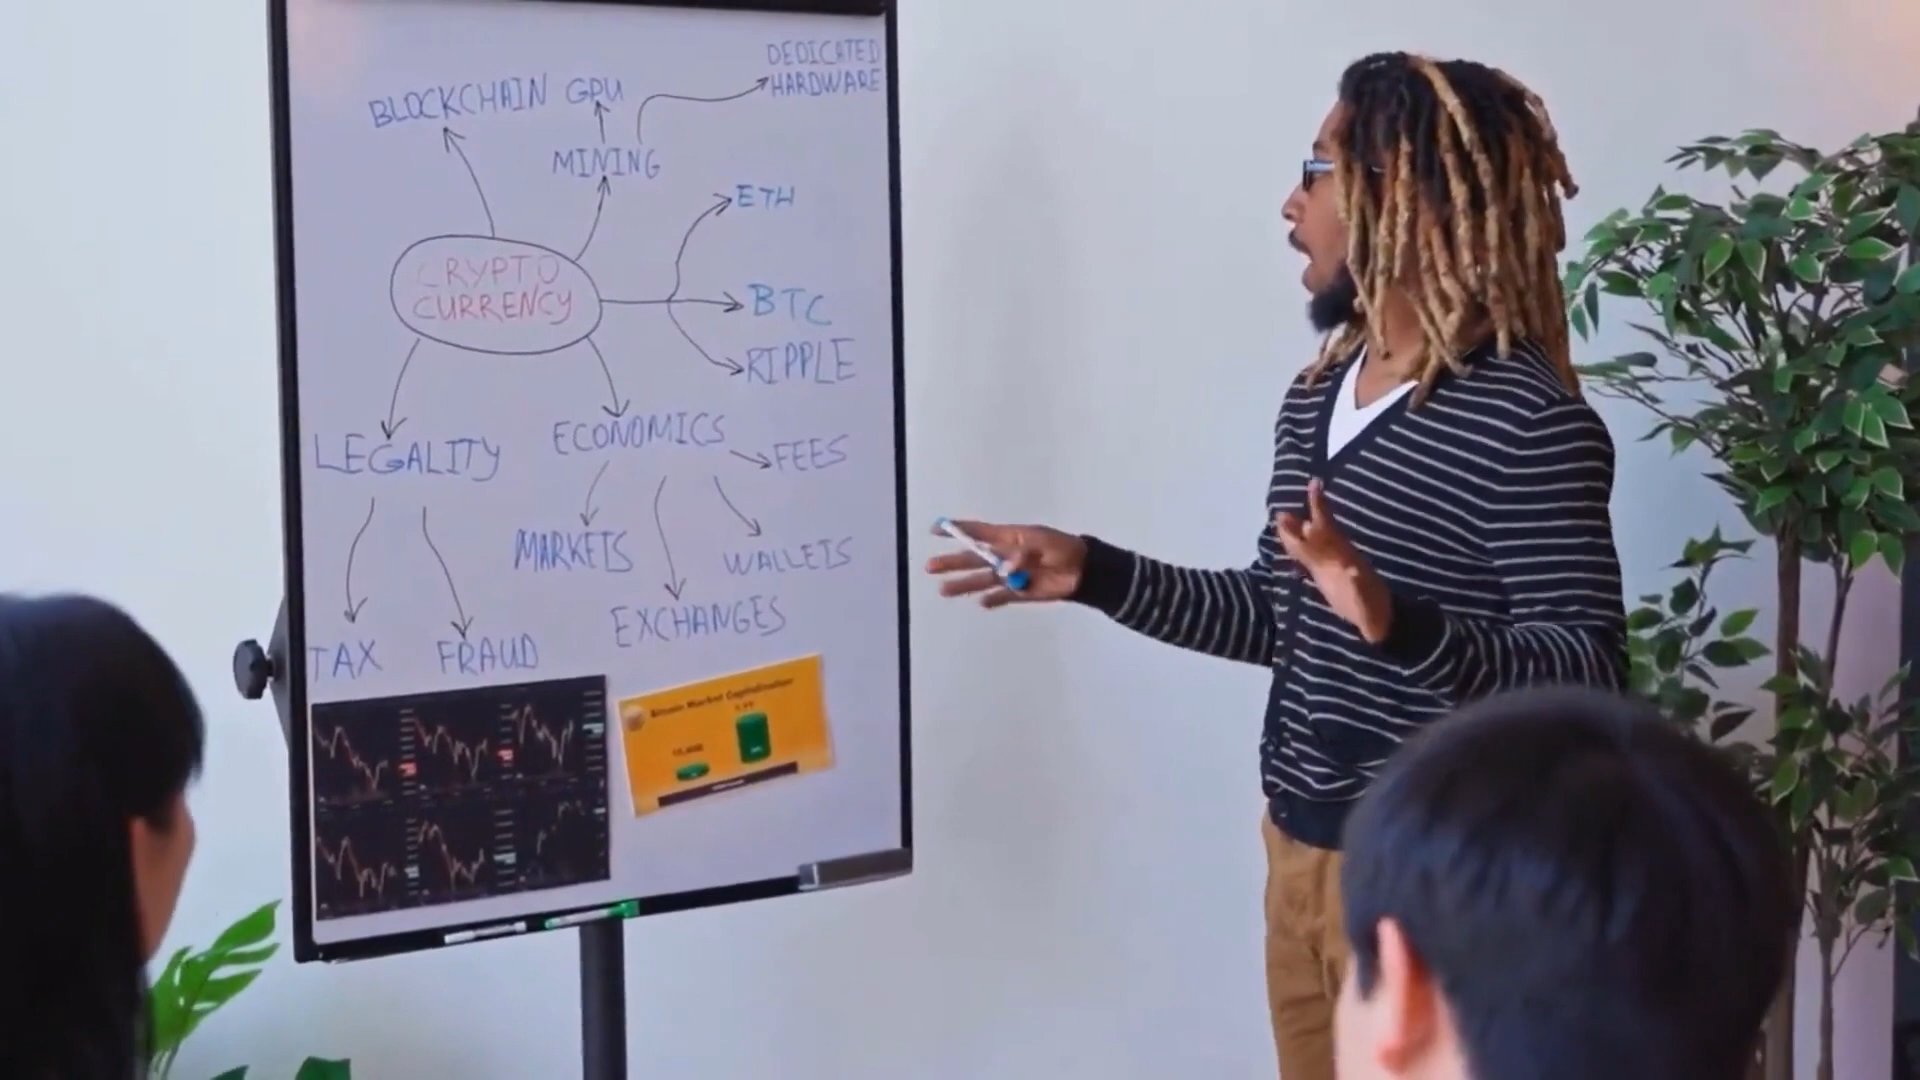 DEDICATED
HARDWARE
BLOCKCHAIN
GPU
MINING
ETH
CRYPTO
CURRENCY
BTC
RIPPLE
LEGALITY
ECONOMICS
FEES
MARKETS
WALLETS
EXCHANGES
TAX
FRAUD
Bitcoin Market Capitalization